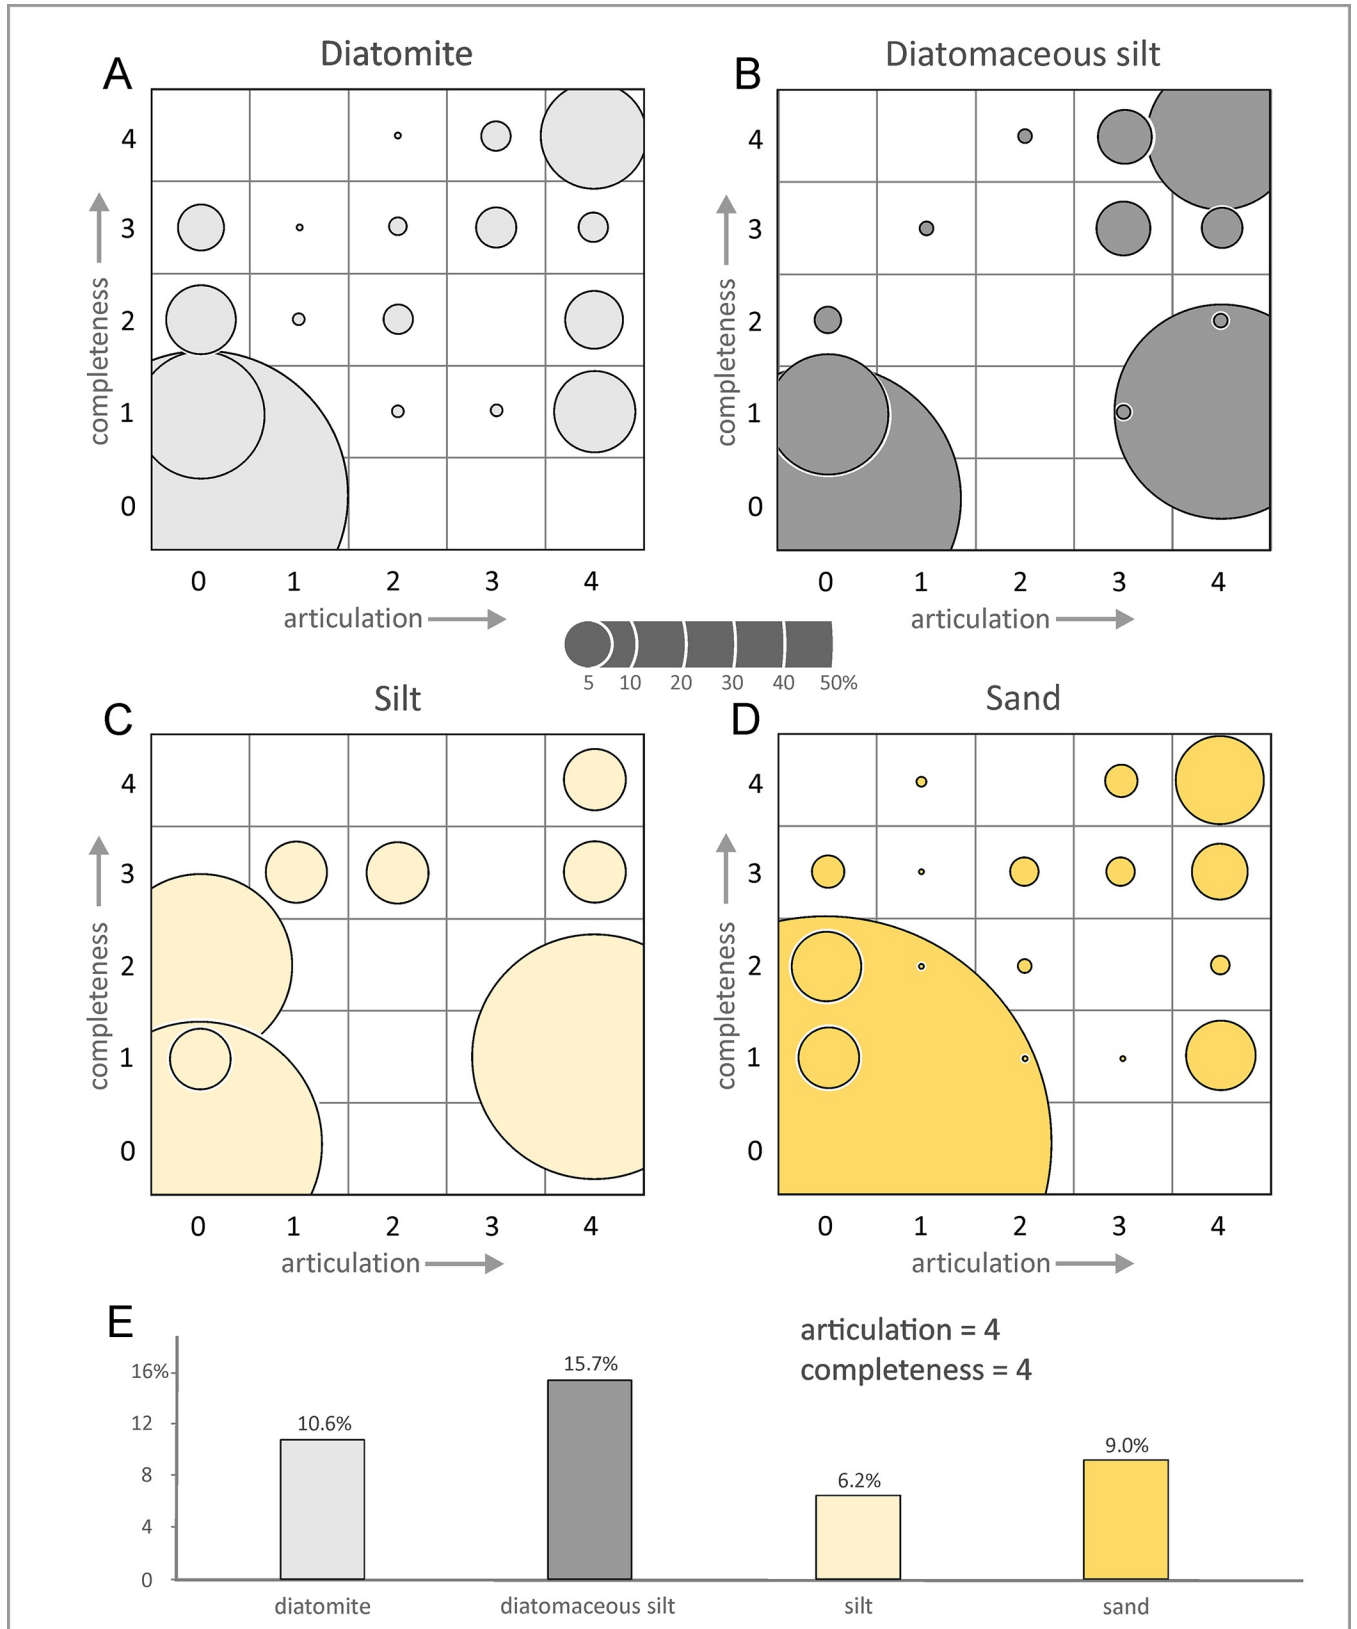 A
Diatomite
B
Diatomaceous silt
4
3
2
1
0
completeness
0 1 2 3 4
articulation
4
3
2
1
0
completeness
0 1 2 3 4
articulation
5 10 20 30 40 50%
C
Silt
D
Sand
4
3
2
1
0
completeness
0 1 2 3 4
articulation
4
3
2
1
0
completeness
0 1 2 3 4
articulation
E
articulation = 4
completeness = 4
16%
12
8
4
0
10.6%
15.7%
6.2%
9.0%
diatomite
diatomaceous silt
silt
sand